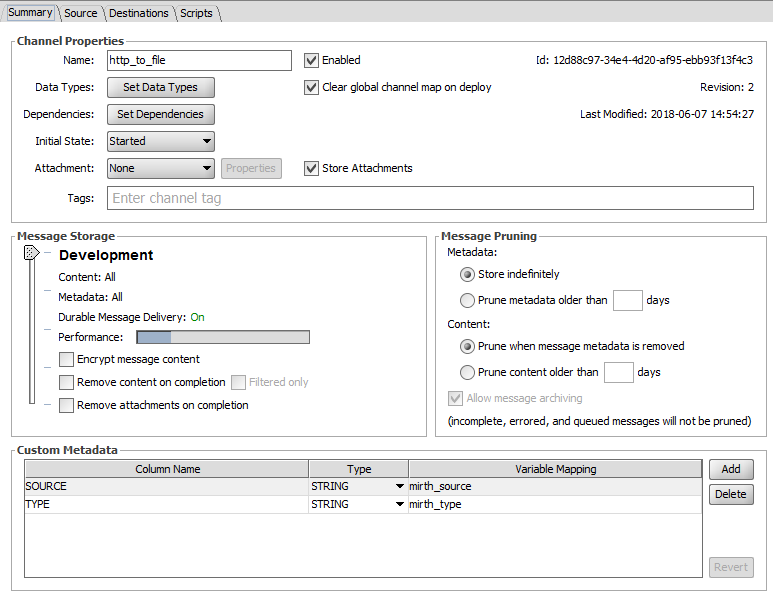 Summary Source Destinations Scripts
Channel Properties
Name: http_to_file Enabled Id: 12d88c97-34e4-4d20-af95-ebb93f13f4c3
Data Types: Set Data Types Clear global channel map on deploy Revision: 2
Dependencies: Set Dependencies Last Modified: 2018-06-07 14:54:27
Initial State: Started
Attachment: None Properties Store Attachments
Tags: Enter channel tag
Message Storage
Development
Content: All
Metadata: All
Durable Message Delivery: On
Performance:
Encrypt message content
Remove content on completion Filtered only
Remove attachments on completion
Message Pruning
Metadata:
Store indefinitely
Prune metadata older than days
Content:
Prune when message metadata is removed
Prune content older than days
Allow message archiving
(incomplete, errored, and queued messages will not be pruned)
Custom Metadata
Column Name Type Variable Mapping Add
SOURCE STRING mirth_source Delete
TYPE STRING mirth_type
Revert